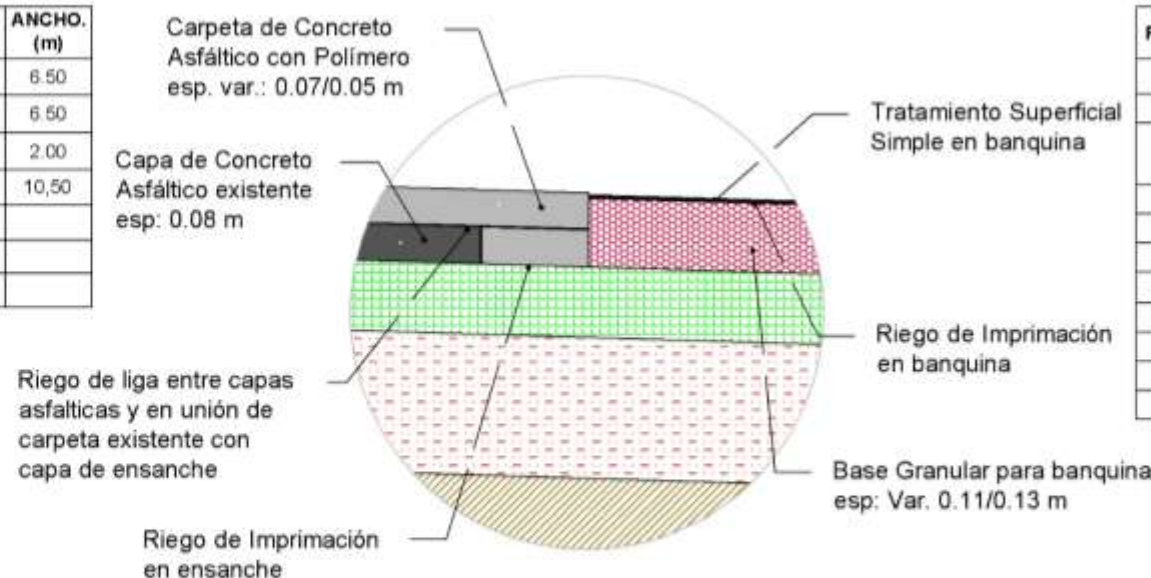 ANCHO.
(m)
6.50
6.50
2.00
10,50
Carpeta de Concreto
Asfáltico con Polímero
esp. var.: 0.07/0.05 m
Capa de Concreto
Asfáltico existente
esp: 0.08 m
Riego de liga entre capas
asfalticas y en unión de
carpeta existente con
capa de ensanche
Riego de Imprimación
en ensanche
Tratamiento Superficial
Simple en banquina
Riego de Imprimación
en banquina
Base Granular para banquina
esp: Var. 0.11/0.13 m